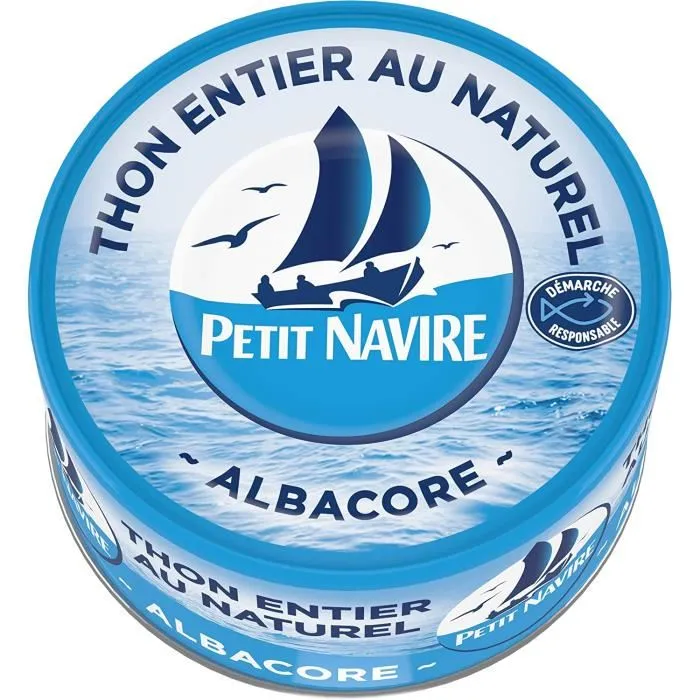 THON ENTIER AU NATUREL
PETIT NAVIRE
DÉMARCHE
RESPONSABLE
~ ALBACORE ~
THON ENTIER
AU NATUREL
~ ALBACORE ~
PETIT NAVIRE